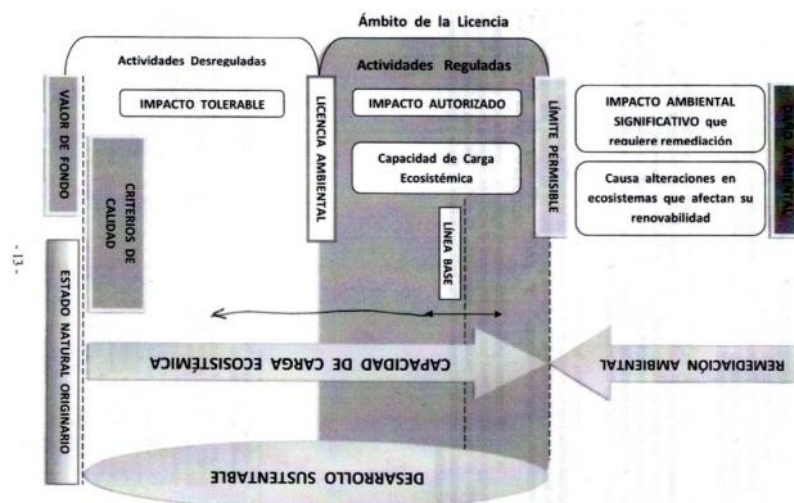 Ámbito de la Licencia
Actividades Desreguladas
Actividades Reguladas
VALOR DE FONDO
IMPACTO TOLERABLE
LICENCIA AMBIENTAL
IMPACTO AUTORIZADO
LÍMITE PERMISIBLE
IMPACTO AMBIENTAL
SIGNIFICATIVO que
requiere remediación
DAÑO AMBIENTAL
CRITERIOS DE
CALIDAD
Capacidad de Carga
Ecosistémica
Causa alteraciones en
ecosistemas que afectan su
renovabilidad
LÍNEA BASE
- 13 -
ESTADO NATURAL ORIGINARIO
CAPACIDAD DE CARGA ECOSISTÉMICA
REMEDIACIÓN AMBIENTAL
DESARROLLO SUSTENTABLE